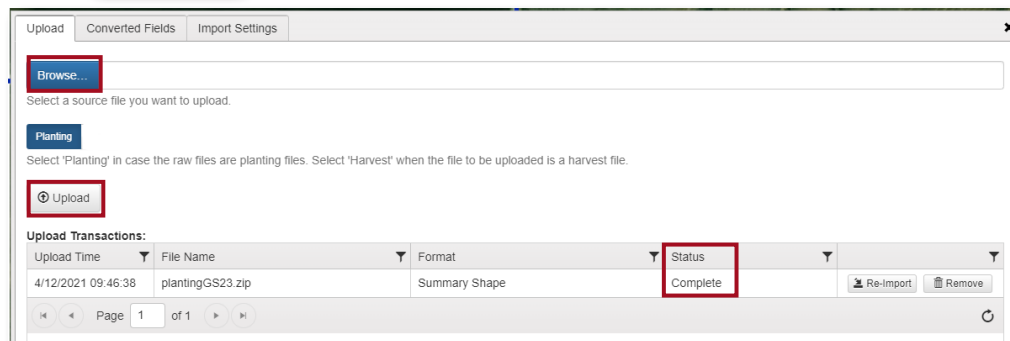 Upload Converted Fields Import Settings
Browse...
Select a source file you want to upload.
Planting
Select 'Planting' in case the raw files are planting files. Select 'Harvest' when the file to be uploaded is a harvest file.
Upload
Upload Transactions:
Upload Time File Name Format Status
4/12/2021 09:46:38 plantingGS23.zip Summary Shape Complete Re-Import Remove
Page 1 of 1